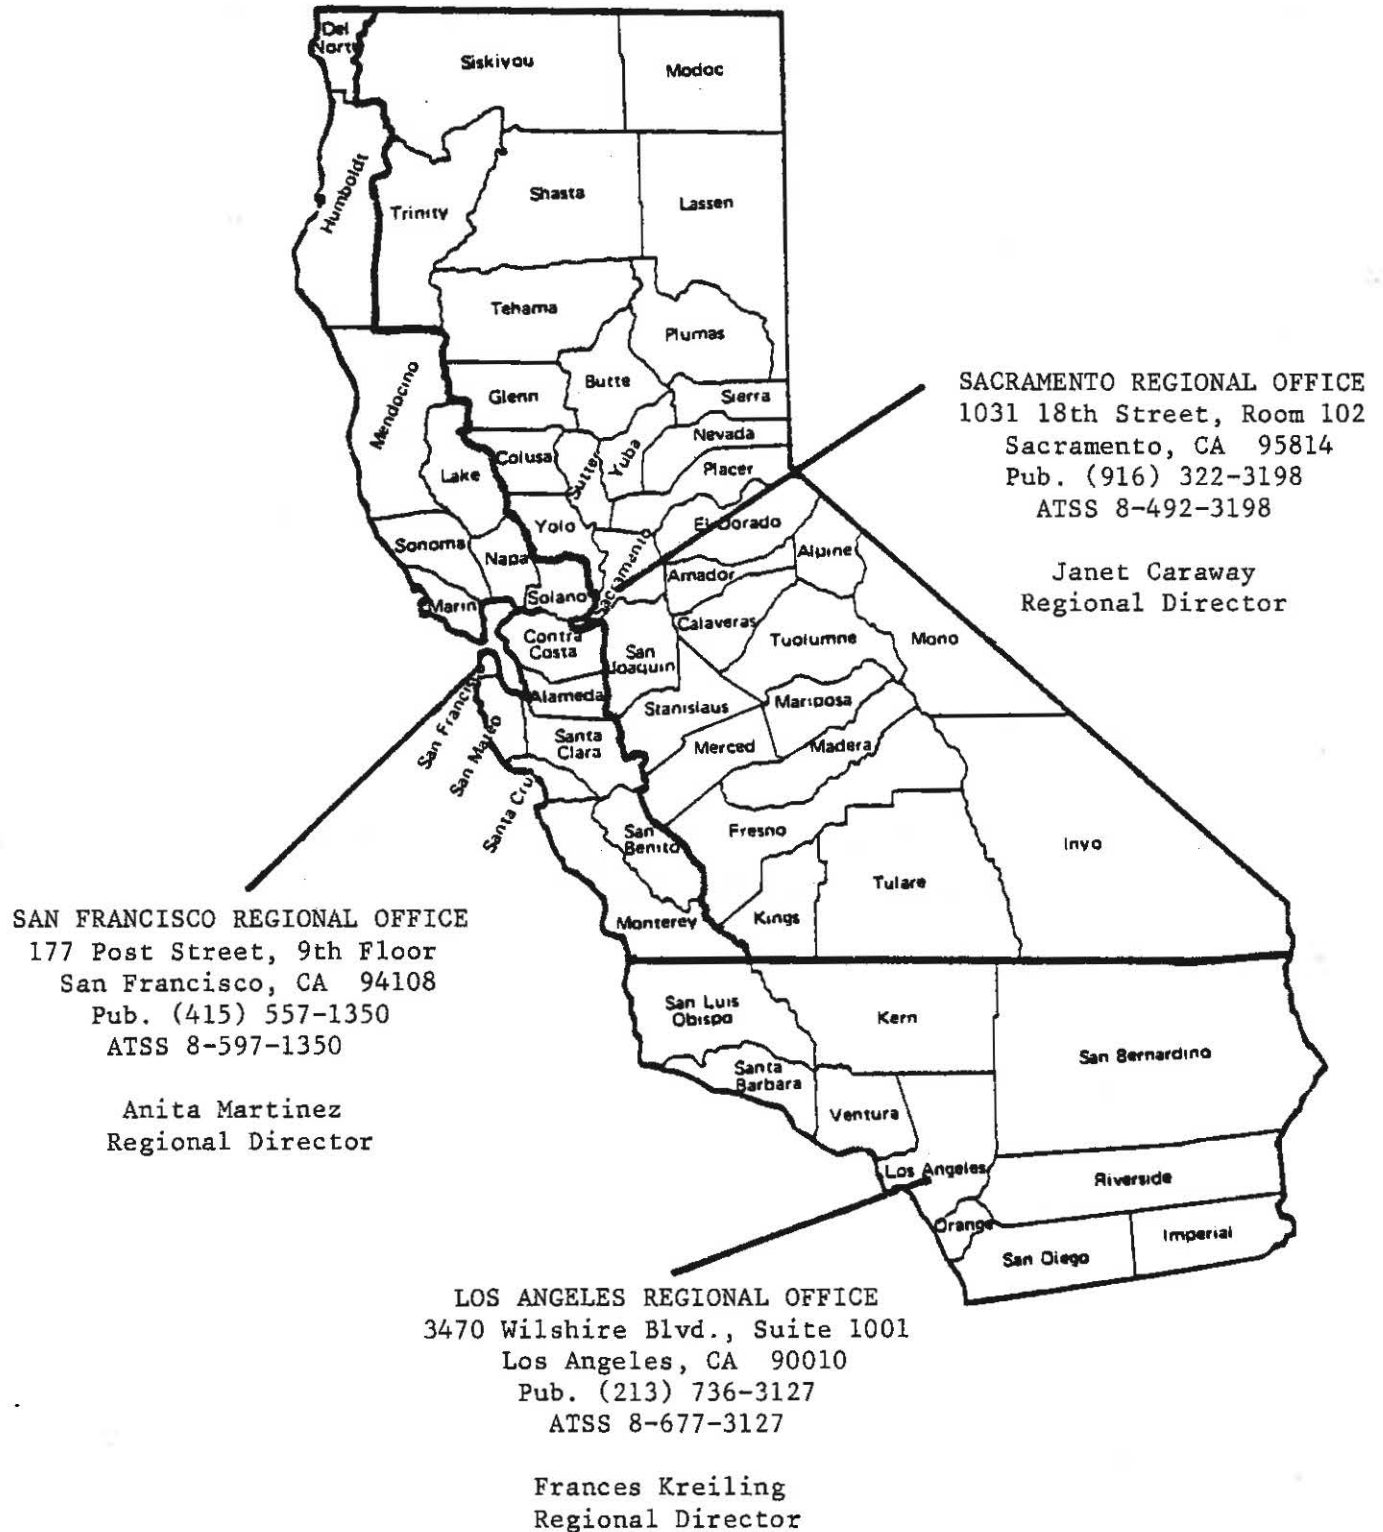 Del
Norte
Siskiyou
Modoc
Humboldt
Trinity
Shasta
Lassen
Tehama
Plumas
Mendocino
Glenn
Butte
Sierra
Lake
Colusa
Sutter
Yuba
Nevada
Placer
Sonoma
Napa
Yolo
El Dorado
Sacramento
Alpine
Amador
Marin
Solano
Calaveras
Tuolumne
Mono
Contra
Costa
San
Joaquin
San Francisco
Alameda
Stanislaus
Mariposa
San Mateo
Santa
Clara
Merced
Madera
Santa Cruz
San
Benito
Fresno
Inyo
Tulare
Monterey
Kings
San Luis
Obispo
Kern
San Bernardino
Santa
Barbara
Ventura
Los Angeles
Riverside
Orange
San Diego
Imperial
SACRAMENTO REGIONAL OFFICE
1031 18th Street, Room 102
Sacramento, CA 95814
Pub. (916) 322-3198
ATSS 8-492-3198
Janet Caraway
Regional Director
SAN FRANCISCO REGIONAL OFFICE
177 Post Street, 9th Floor
San Francisco, CA 94108
Pub. (415) 557-1350
ATSS 8-597-1350
Anita Martinez
Regional Director
LOS ANGELES REGIONAL OFFICE
3470 Wilshire Blvd., Suite 1001
Los Angeles, CA 90010
Pub. (213) 736-3127
ATSS 8-677-3127
Frances Kreiling
Regional Director